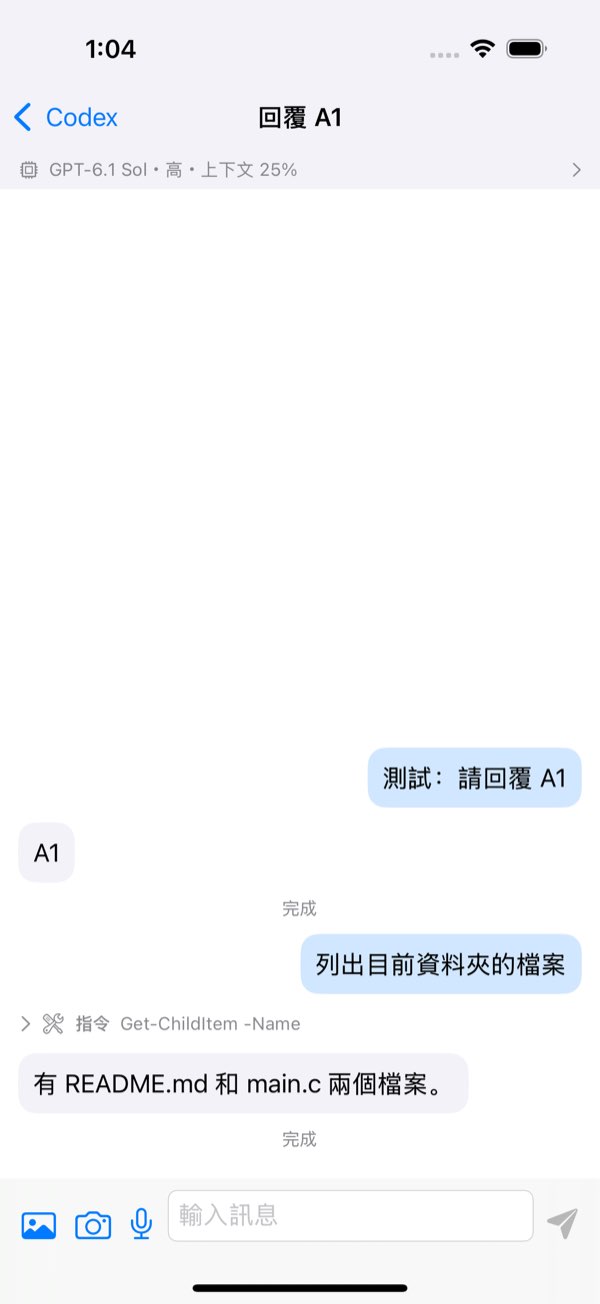 1:04
Codex
回覆 A1
GPT-6.1 Sol・高・上下文 25%
測試：請回覆 A1
A1
完成
列出目前資料夾的檔案
指令 Get-ChildItem -Name
有 README.md 和 main.c 兩個檔案。
完成
輸入訊息